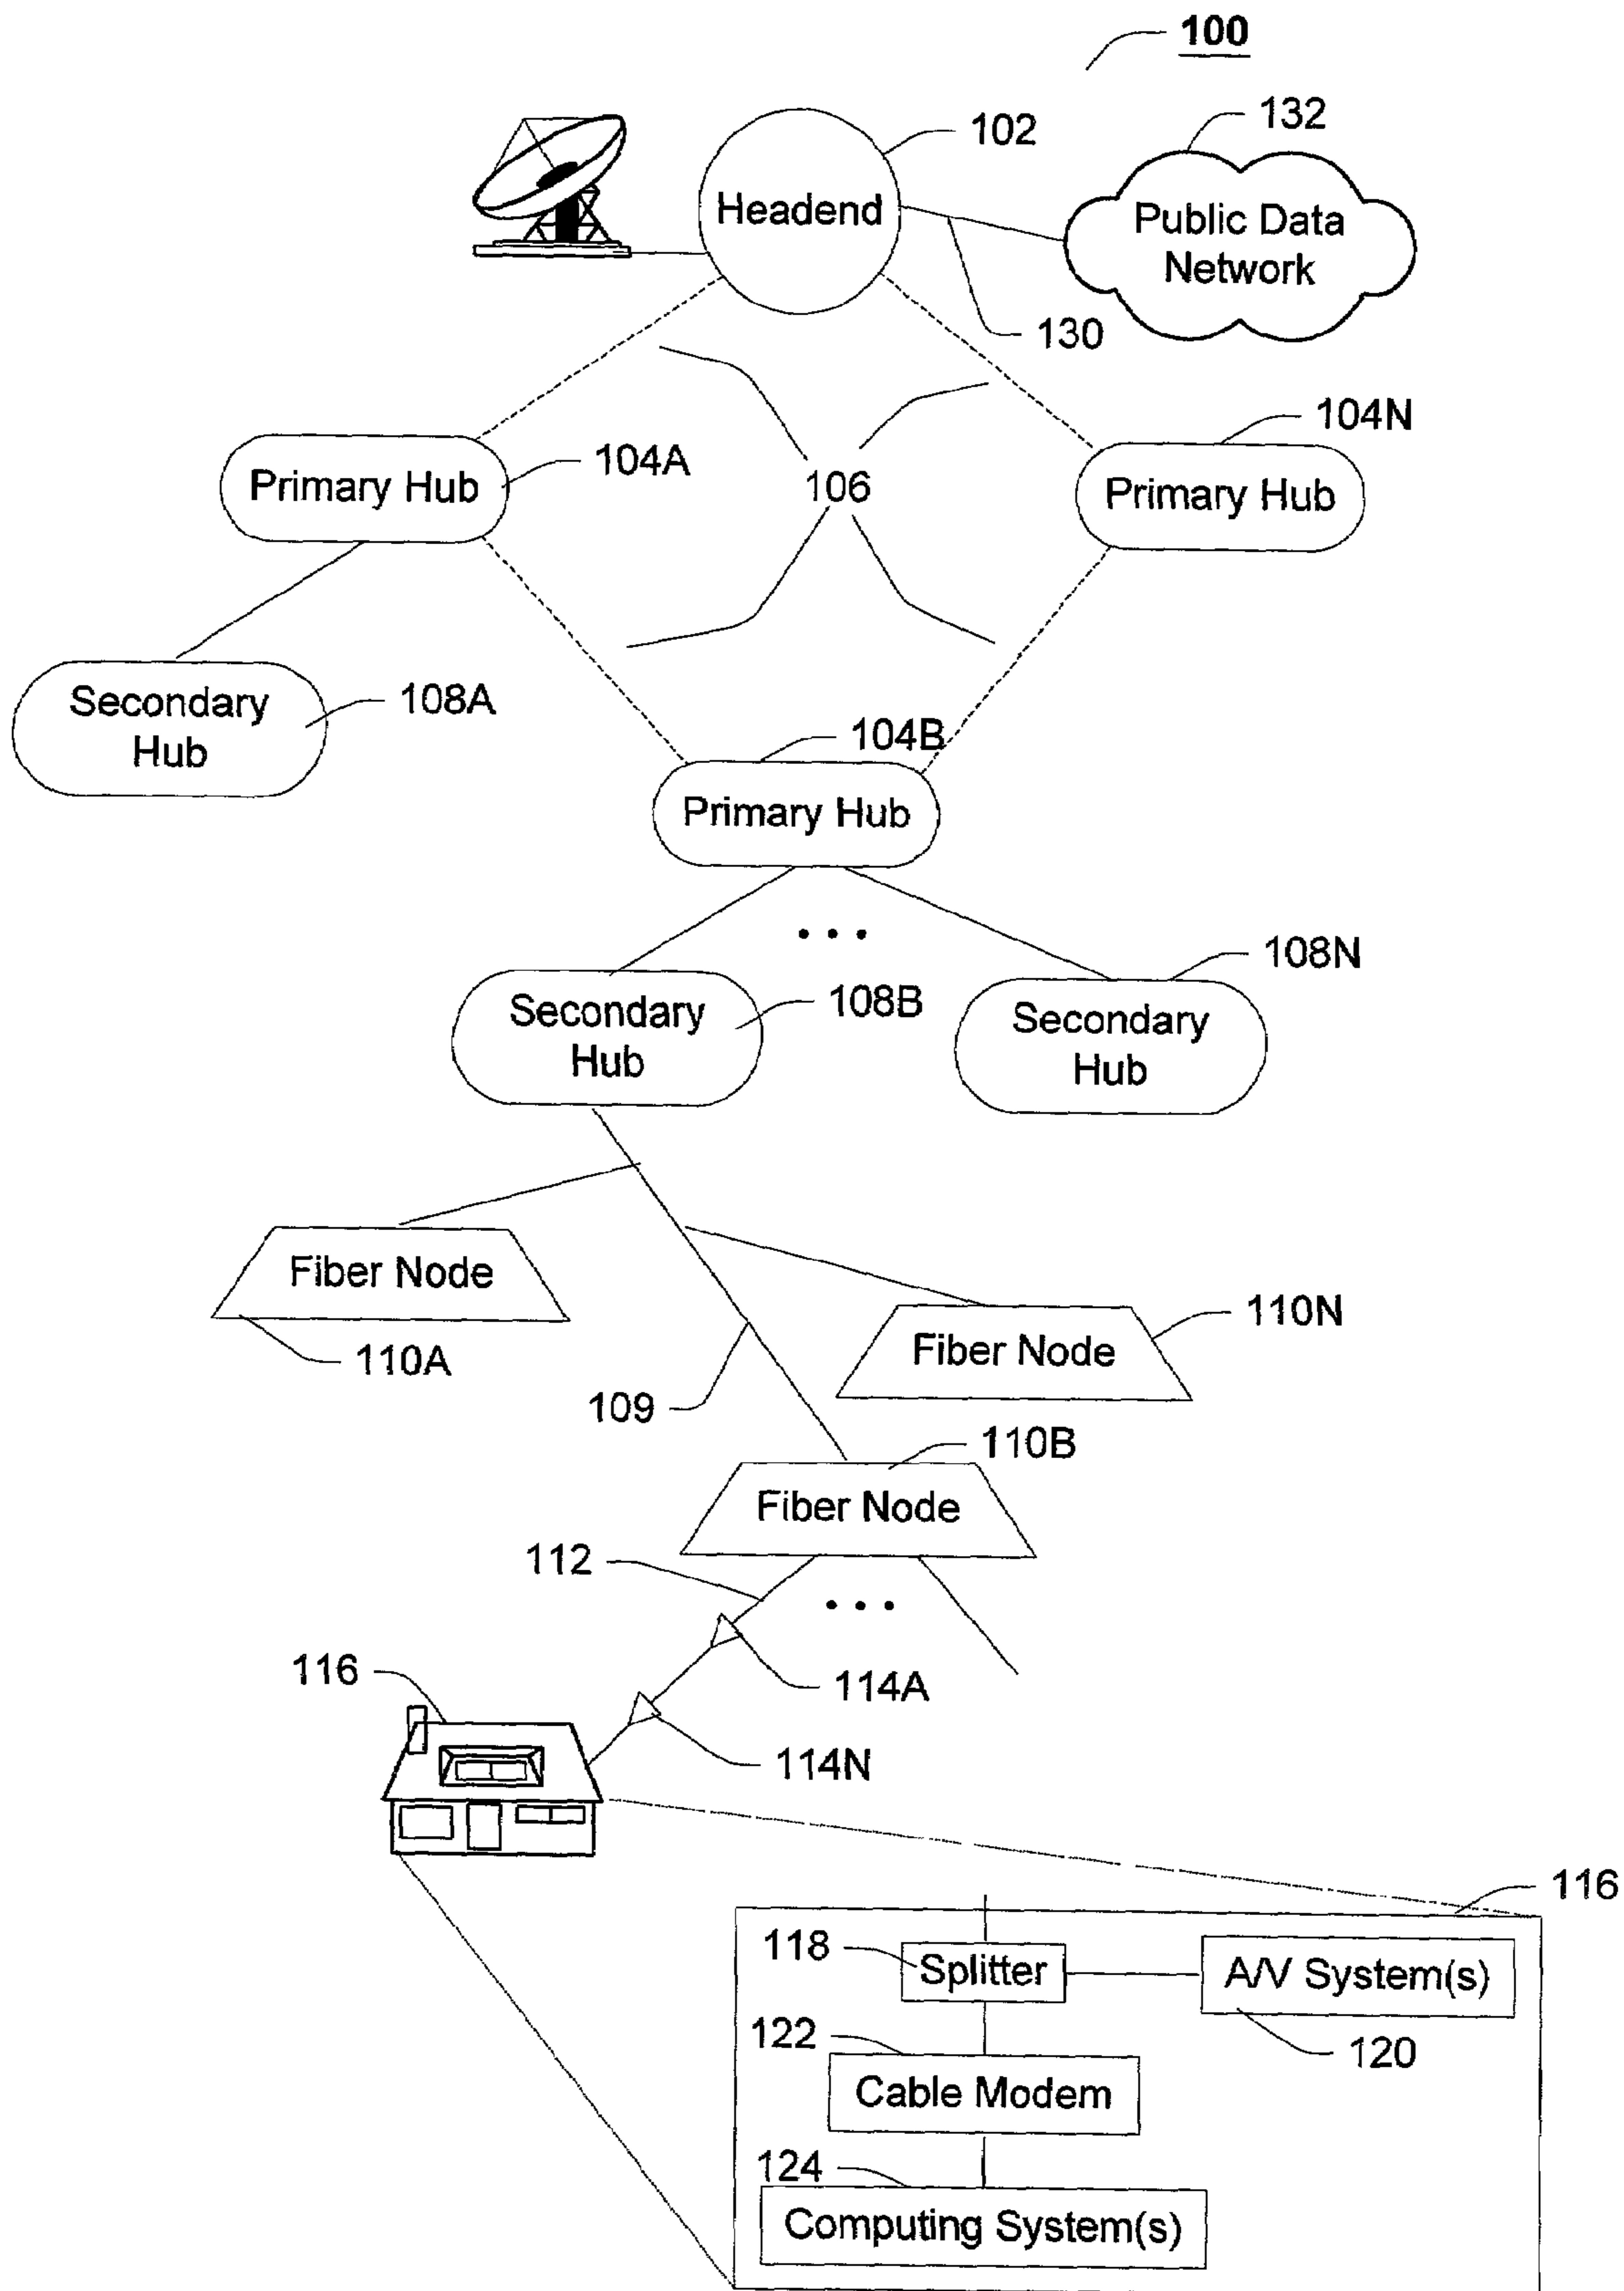 100
102
132
Headend
Public Data
Network
130
104N
104A
Primary Hub
106
Primary Hub
108A
Secondary
Hub
104B
Primary Hub
108N
108B
Secondary
Hub
Secondary
Hub
Fiber Node
110N
110A
Fiber Node
109
110B
Fiber Node
112
116
114A
114N
116
118
Splitter
A/V System(s)
122
120
Cable Modem
124
Computing System(s)